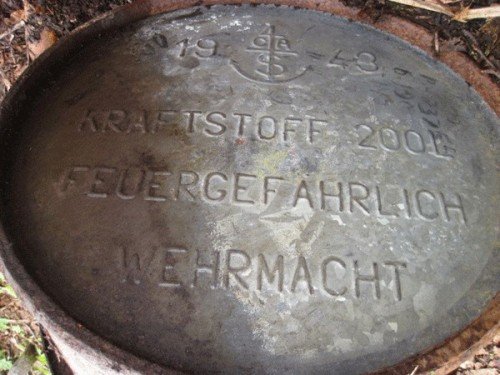 19 43
KRAFTSTOFF 200L
FEUERGEFÄHRLICH
WEHRMACHT